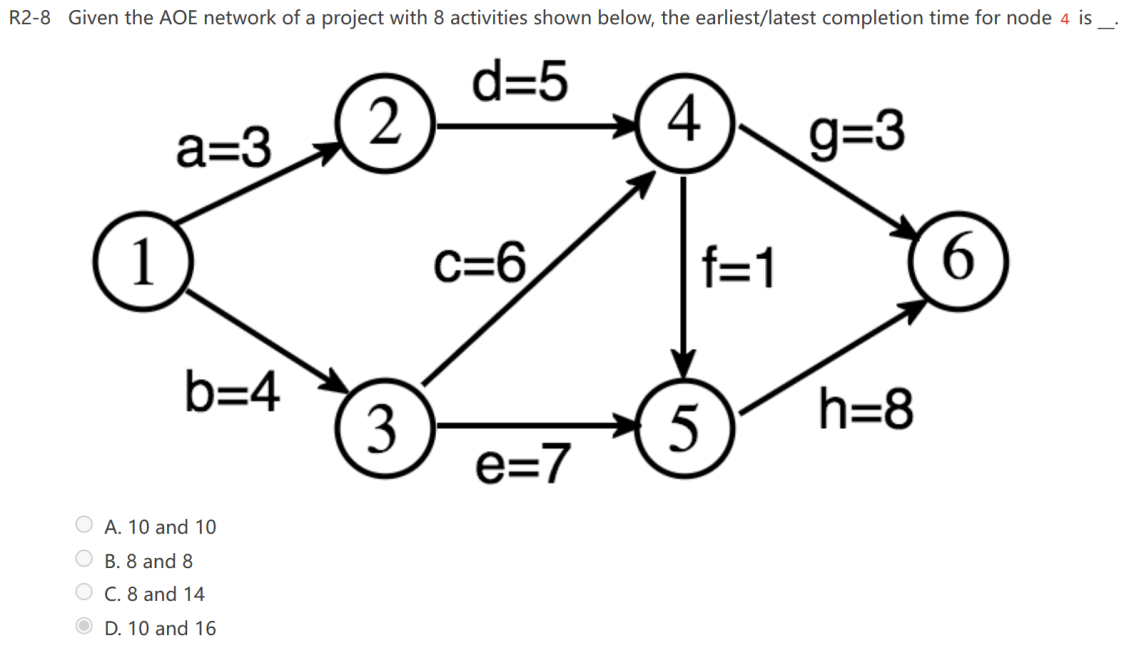 R2-8 Given the AOE network of a project with 8 activities shown below, the earliest/latest completion time for node 4 is __.
d=5
2
4
a=3
g=3
1
c=6
f=1
6
b=4
h=8
3
5
e=7
A. 10 and 10
B. 8 and 8
C. 8 and 14
D. 10 and 16